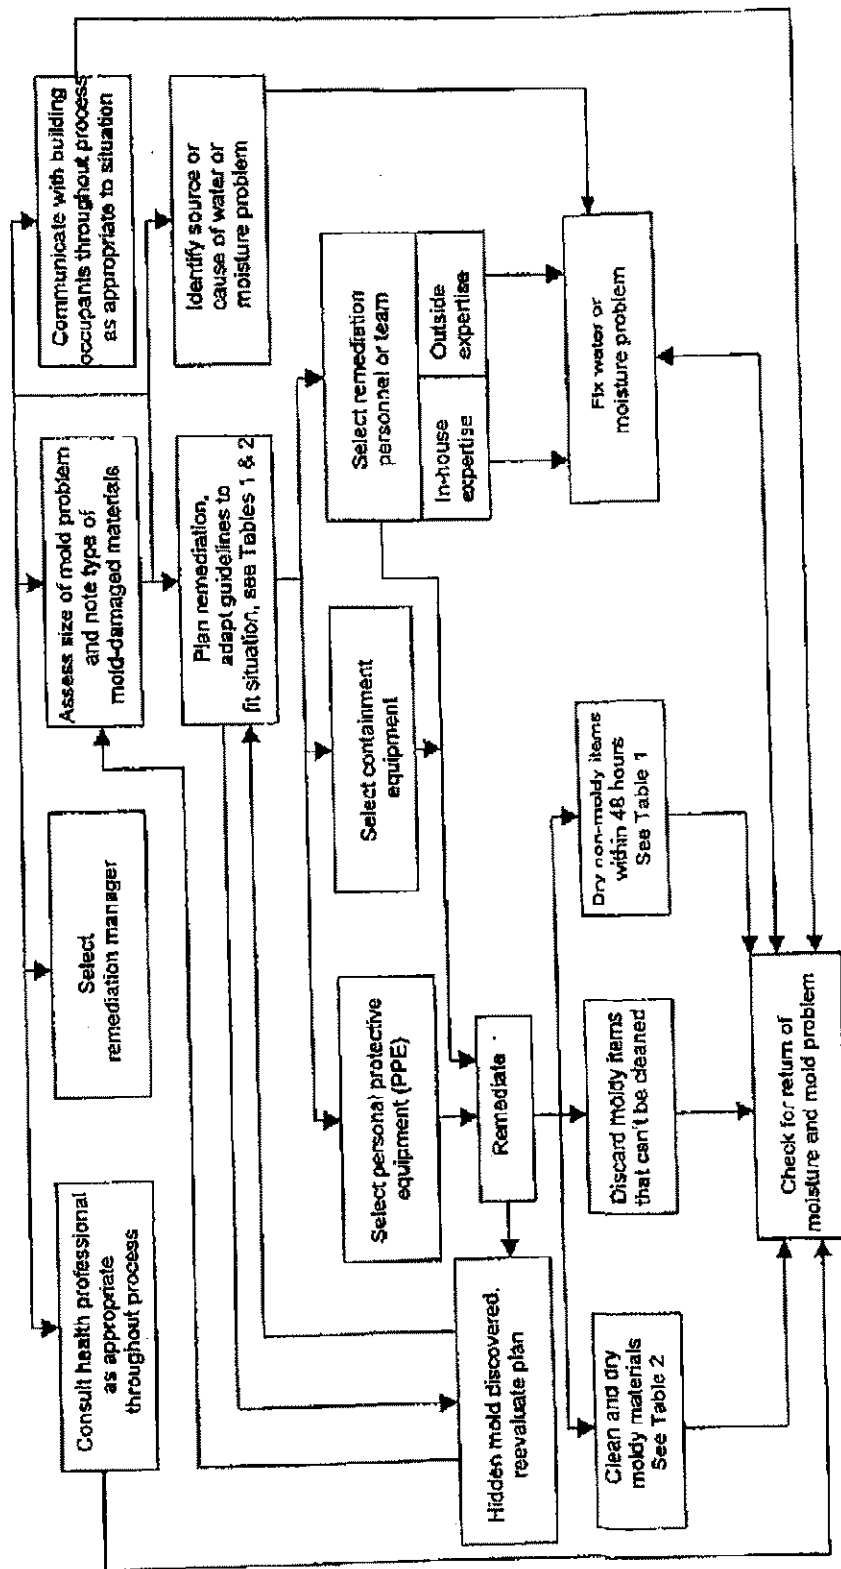 Consult health professional
as appropriate
throughout process
Select
remediation manager
Assess size of mold problem
and note type of
mold-damaged materials
Communicate with building
occupants throughout process
as appropriate to situation
Plan remediation,
adapt guidelines to
fit situation, see Tables 1 & 2
Identify source or
cause of water or
moisture problem
Select personal protective
equipment (PPE)
Select containment
equipment
Select remediation
personnel or team
In-house
expertise
Outside
expertise
Hidden mold discovered,
reevaluate plan
Remediate
Clean and dry
moldy materials
See Table 2
Discard moldy items
that can't be cleaned
Dry non-moldy items
within 48 hours
See Table 1
Fix water or
moisture problem
Check for return of
moisture and mold problem